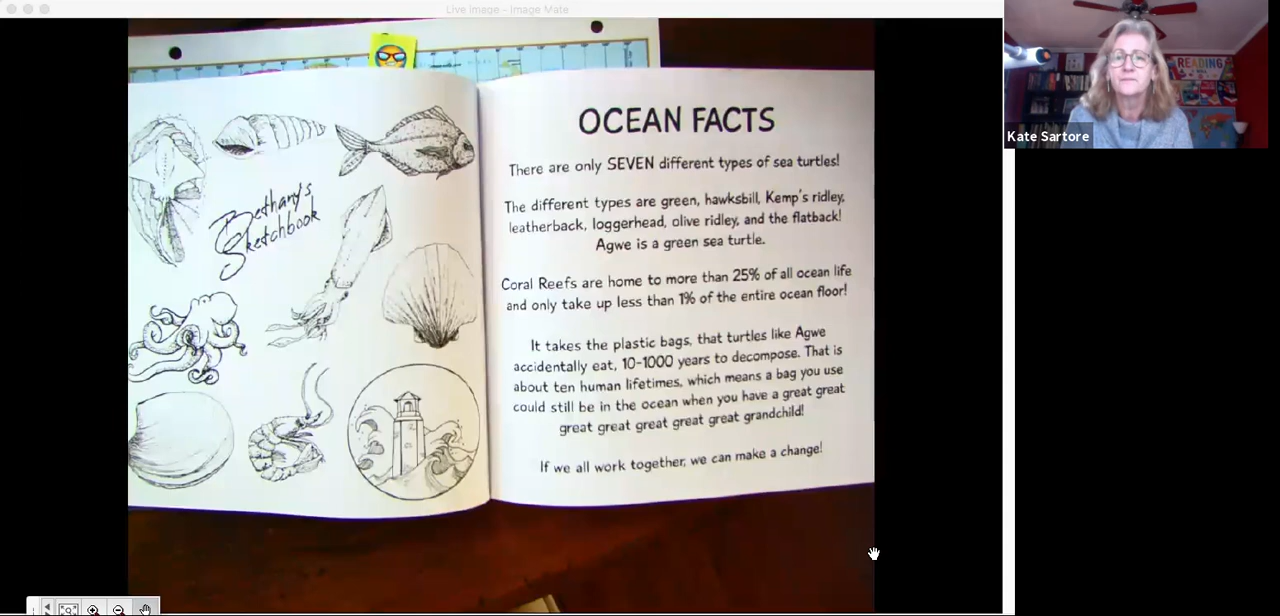 Live image - Image Mate
READING
Kate Sartore
Bethany's
Sketchbook
OCEAN FACTS
There are only SEVEN different types of sea turtles!
The different types are green, hawksbill, Kemp's ridley,
leatherback, loggerhead, olive ridley, and the flatback!
Agwe is a green sea turtle.
Coral Reefs are home to more than 25% of all ocean life
and only take up less than 1% of the entire ocean floor!
It takes the plastic bags, that turtles like Agwe
accidentally eat, 10-1000 years to decompose. That is
about ten human lifetimes, which means a bag you use
could still be in the ocean when you have a great great
great great great great great grandchild!
If we all work together, we can make a change!